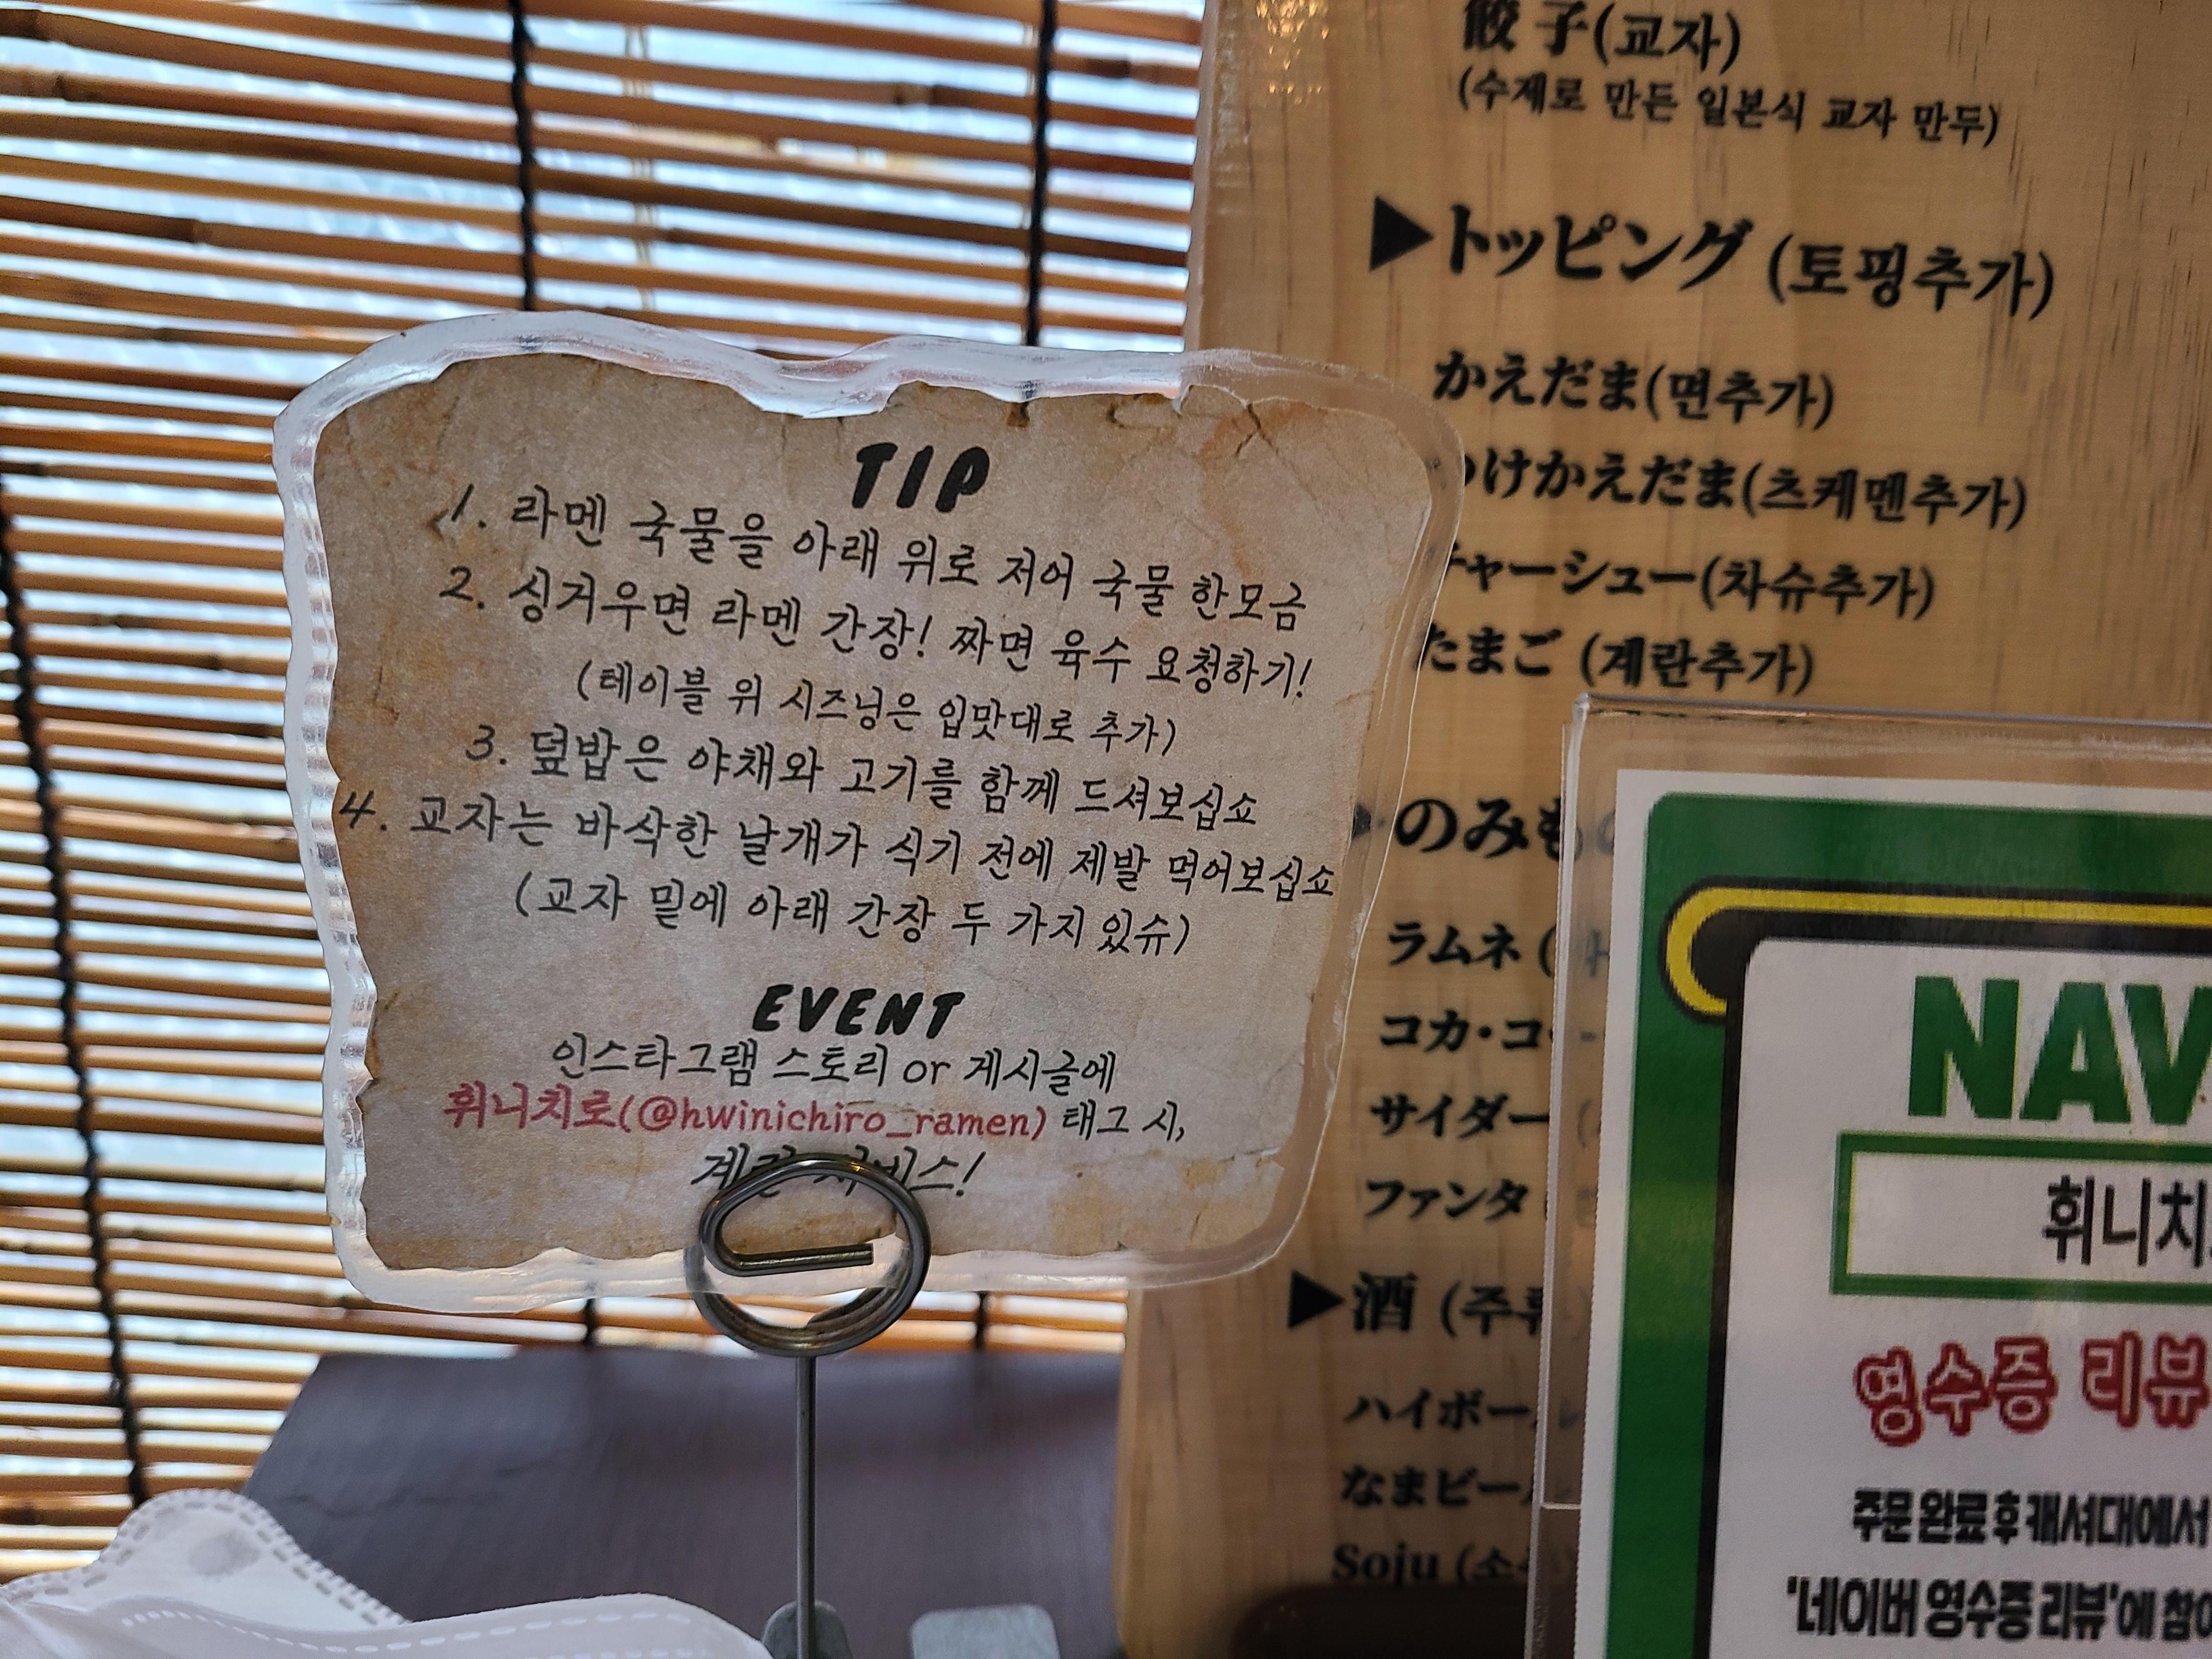 TIP
1. 라멘 국물을 아래 위로 저어 국물 한모금
2. 싱거우면 라멘 간장! 짜면 육수 요청하기!
(테이블 위 시즈닝은 입맛대로 추가)
3. 덮밥은 야채와 고기를 함께 드셔보십쇼
4. 교자는 바삭한 날개가 식기 전에 제발 먹어보십쇼
(교자 밑에 아래 간장 두 가지 있슈)
EVENT
인스타그램 스토리 or 게시글에
휘니치로(@hwinichiro_ramen) 태그 시,
餃子(교자)
(수제로 만든 일본식 교자 만두)
▶トッピング (토핑추가)
かえだま(면추가)
けかえだま(츠케멘추가)
チャーシュー(차슈추가)
たまご (계란추가)
のみも
ラムネ
コカ・コ
サイダー
ファンタ
▶酒 (주
ハイボー
なまビー
Soju (소
NAV
휘니치
영수증 리뷰
주문 완료 후 캐셔대에서
'네이버 영수증 리뷰'에 참